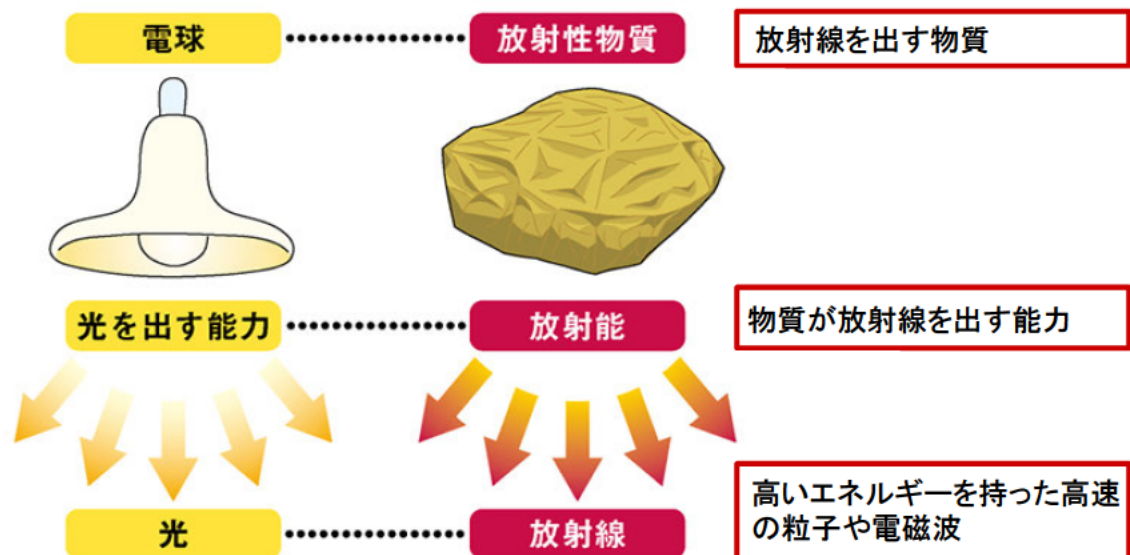 電球
放射性物質
放射線を出す物質
光を出す能力
放射能
物質が放射線を出す能力
光
放射線
高いエネルギーを持った高速
の粒子や電磁波